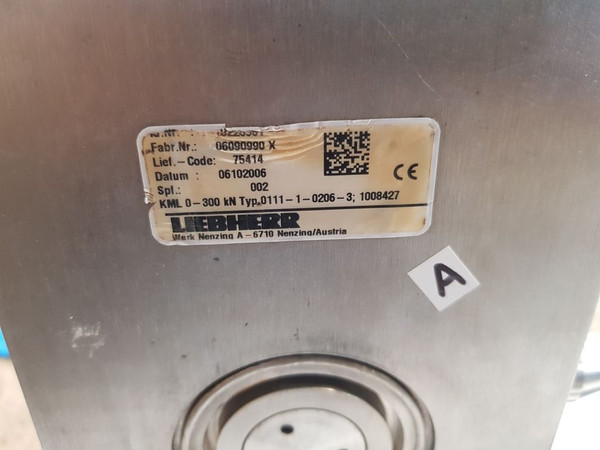 Fabr.Nr.: 06090990 X
Lief.-Code: 75414
Datum : 06102006
Spl.: 002
KML 0-300 kN Typ.0111-1-0206-3; 1008427
CE
LIEBHERR
Werk Nenzing A - 6710 Nenzing/Austria
A